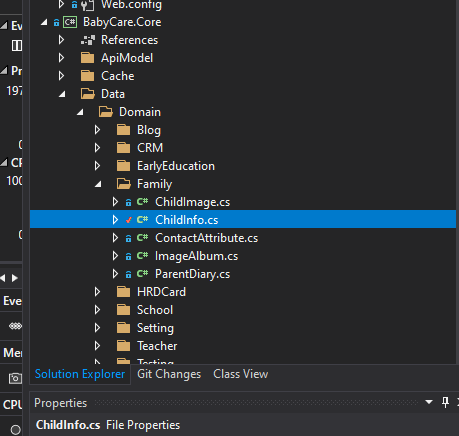 Web.config
Ev
C# BabyCare.Core
References
ApiModel
Pr
Cache
197
Data
Domain
Blog
0
CRM
CP
EarlyEducation
100
Family
C# ChildImage.cs
C# ChildInfo.cs
0
C# ContactAttribute.cs
C# ImageAlbum.cs
C# ParentDiary.cs
HRDCard
Eve
School
Setting
Teacher
Mer
Testing
Solution Explorer Git Changes Class View
CPU
Properties
ChildInfo.cs File Properties